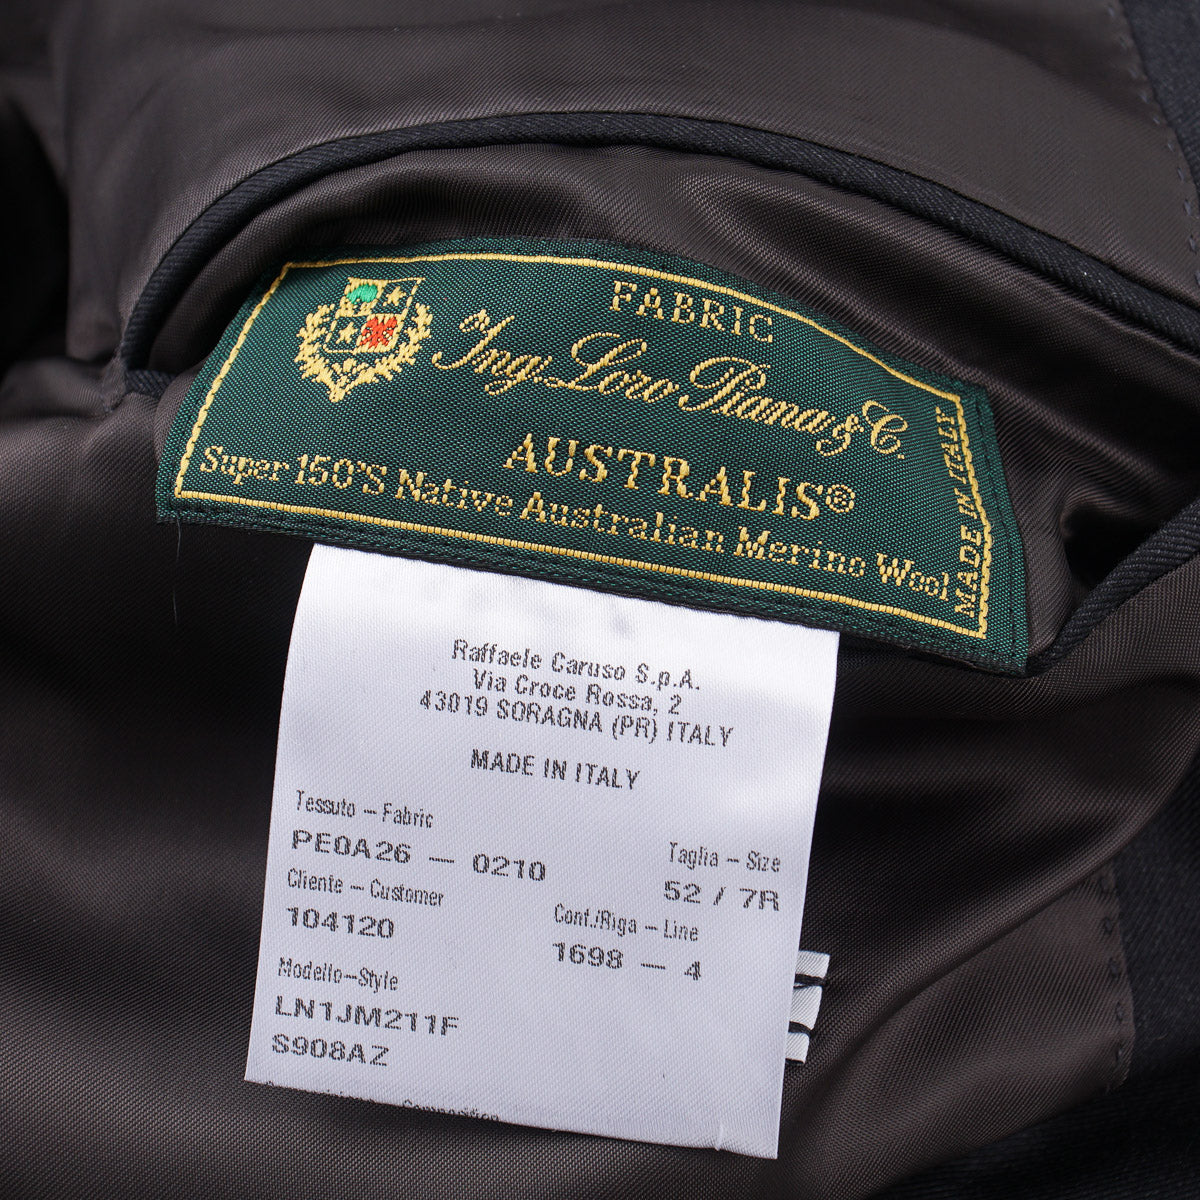 FABRIC
Ing. Loro Piana & C.
AUSTRALIS®
Super 150'S Native Australian Merino Wool
MADE IN ITALY
Raffaele Caruso S.p.A.
Via Croce Rossa, 2
43019 SORAGNA (PR) ITALY
MADE IN ITALY
Tessuto – Fabric
PE0A26 – 0210
Taglia – Size
52 / 7R
Cliente – Customer
104120
Conf./Riga – Line
1698 – 4
Modello–Style
LN1JM211F
S908AZ
Composition